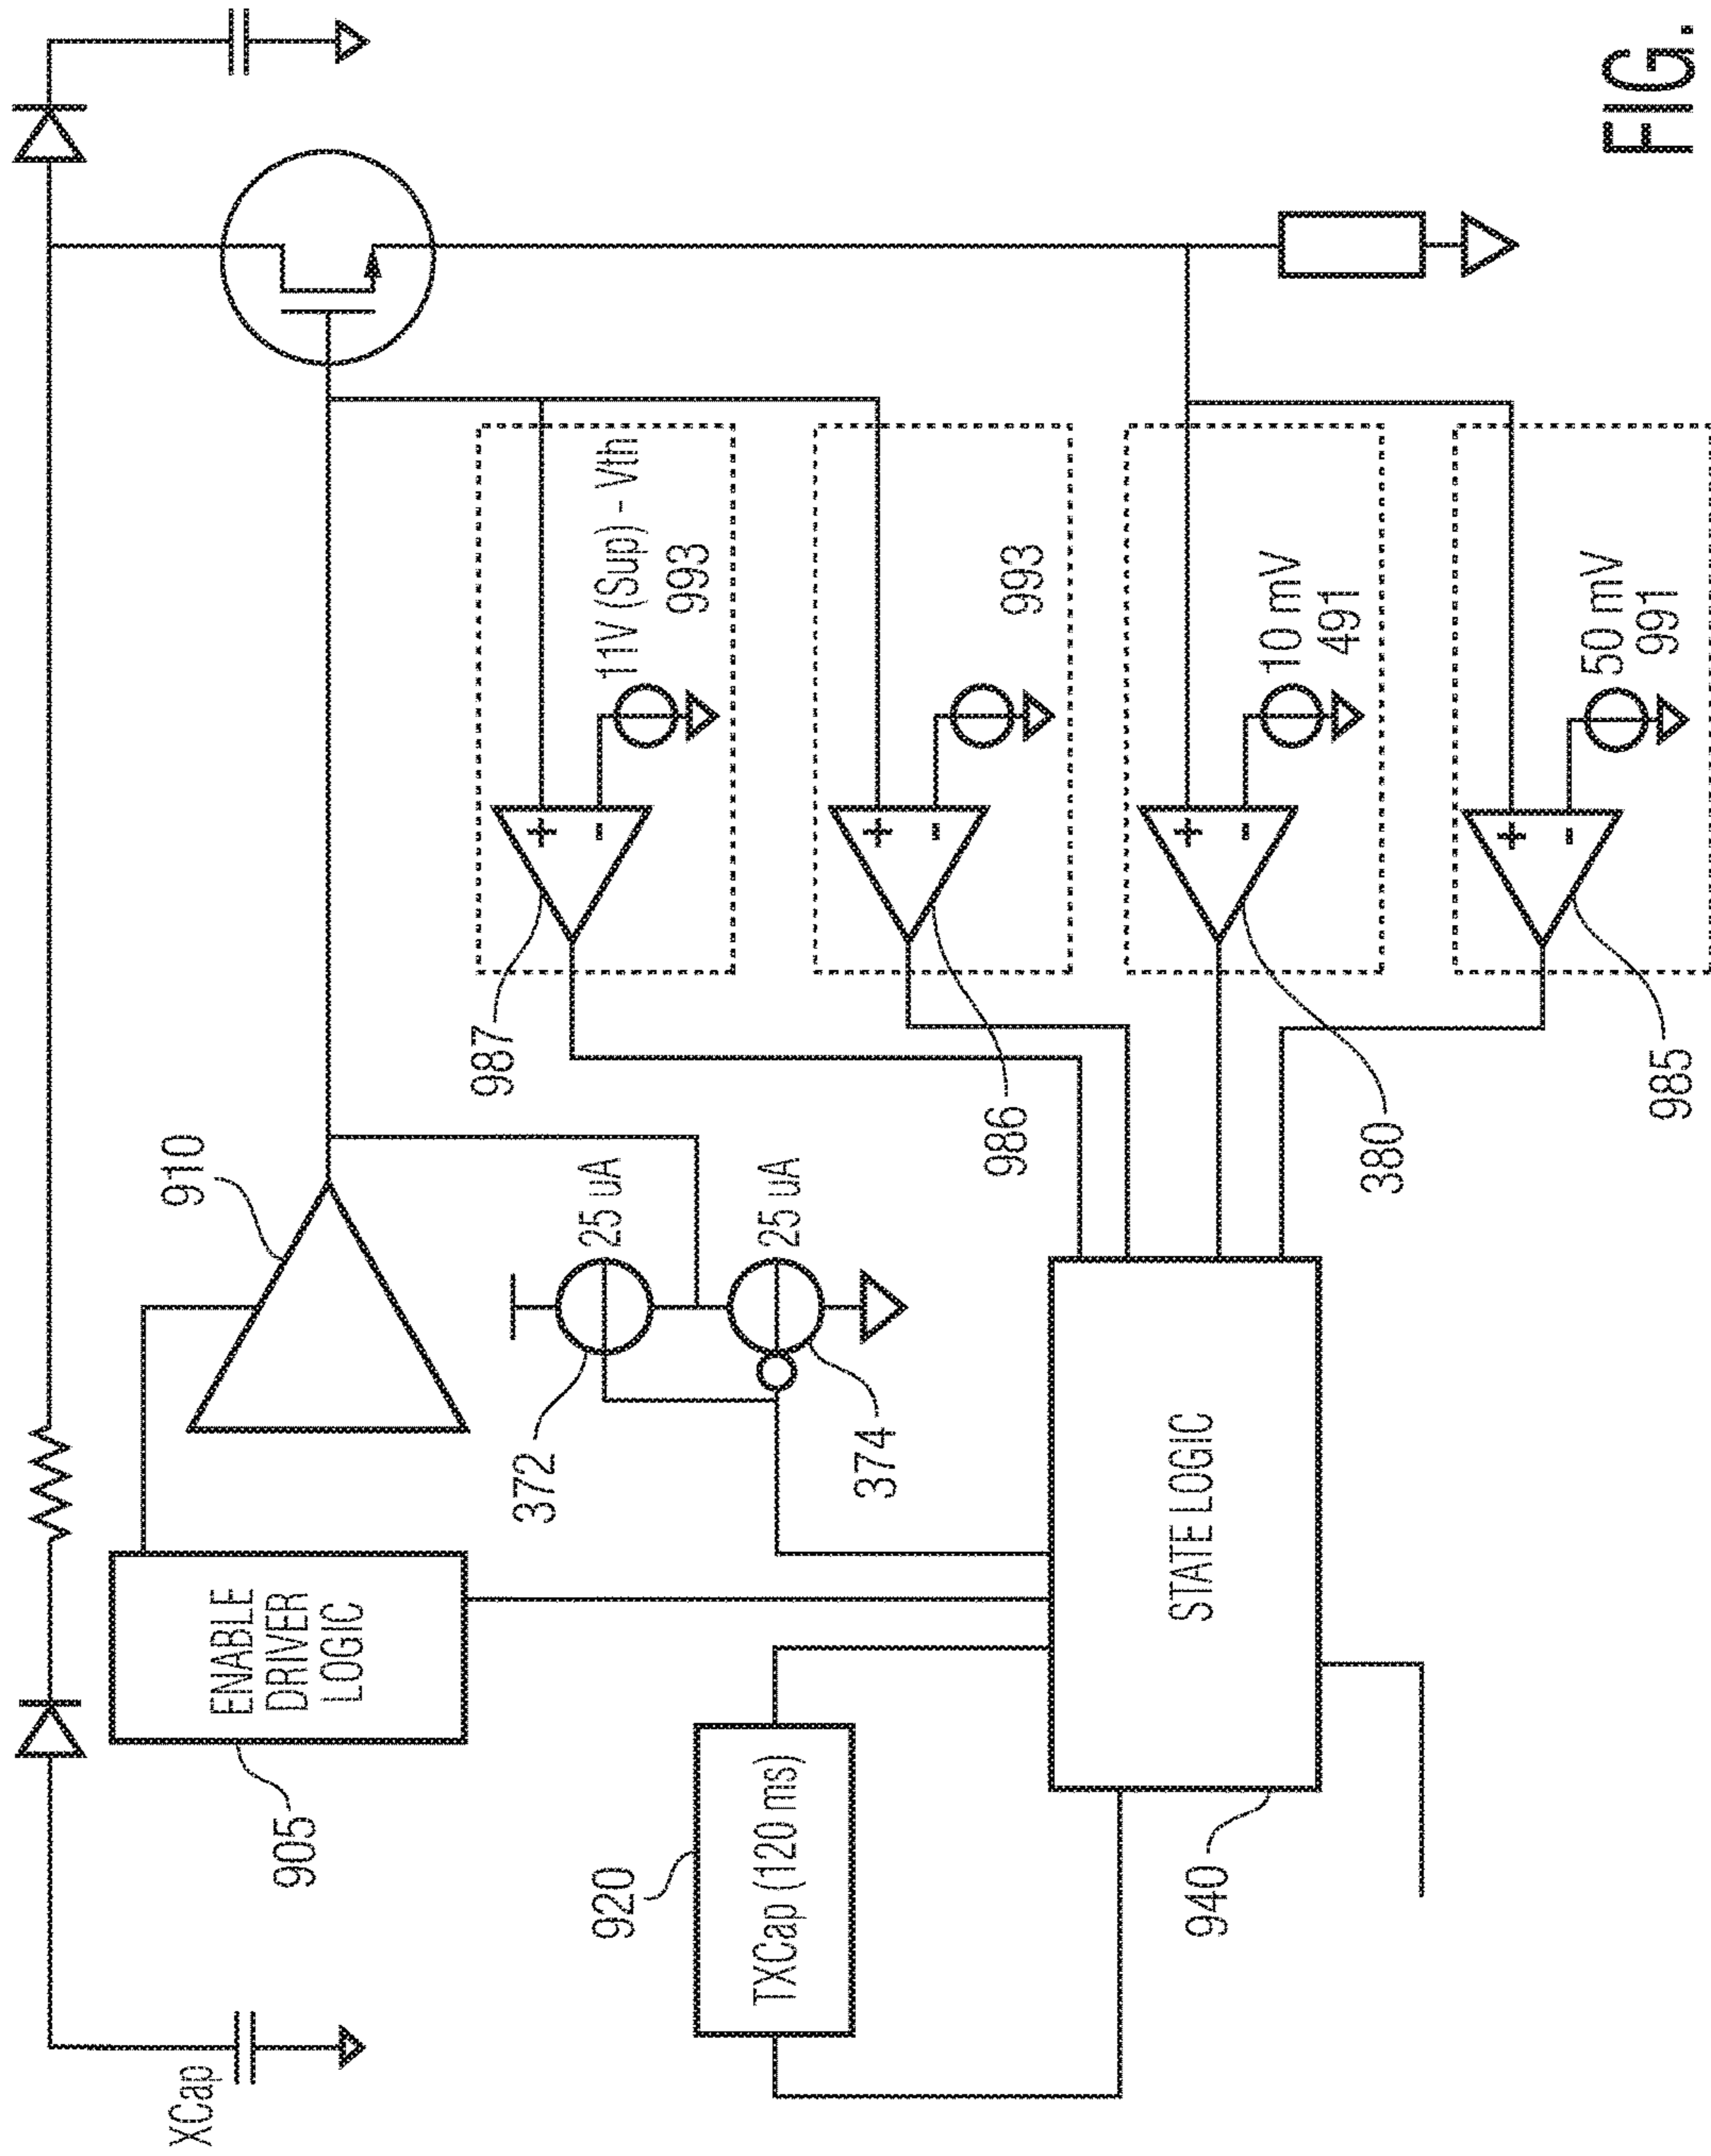 XCap
905
ENABLE
DRIVER
LOGIC
910
920
TXCap (120 ms)
372
25 uA
374
25 uA
940
STATE LOGIC
987
+
-
11V (Sup) - Vth
993
986
+
-
993
380
+
-
10 mV
491
985
+
-
50 mV
991
FIG.